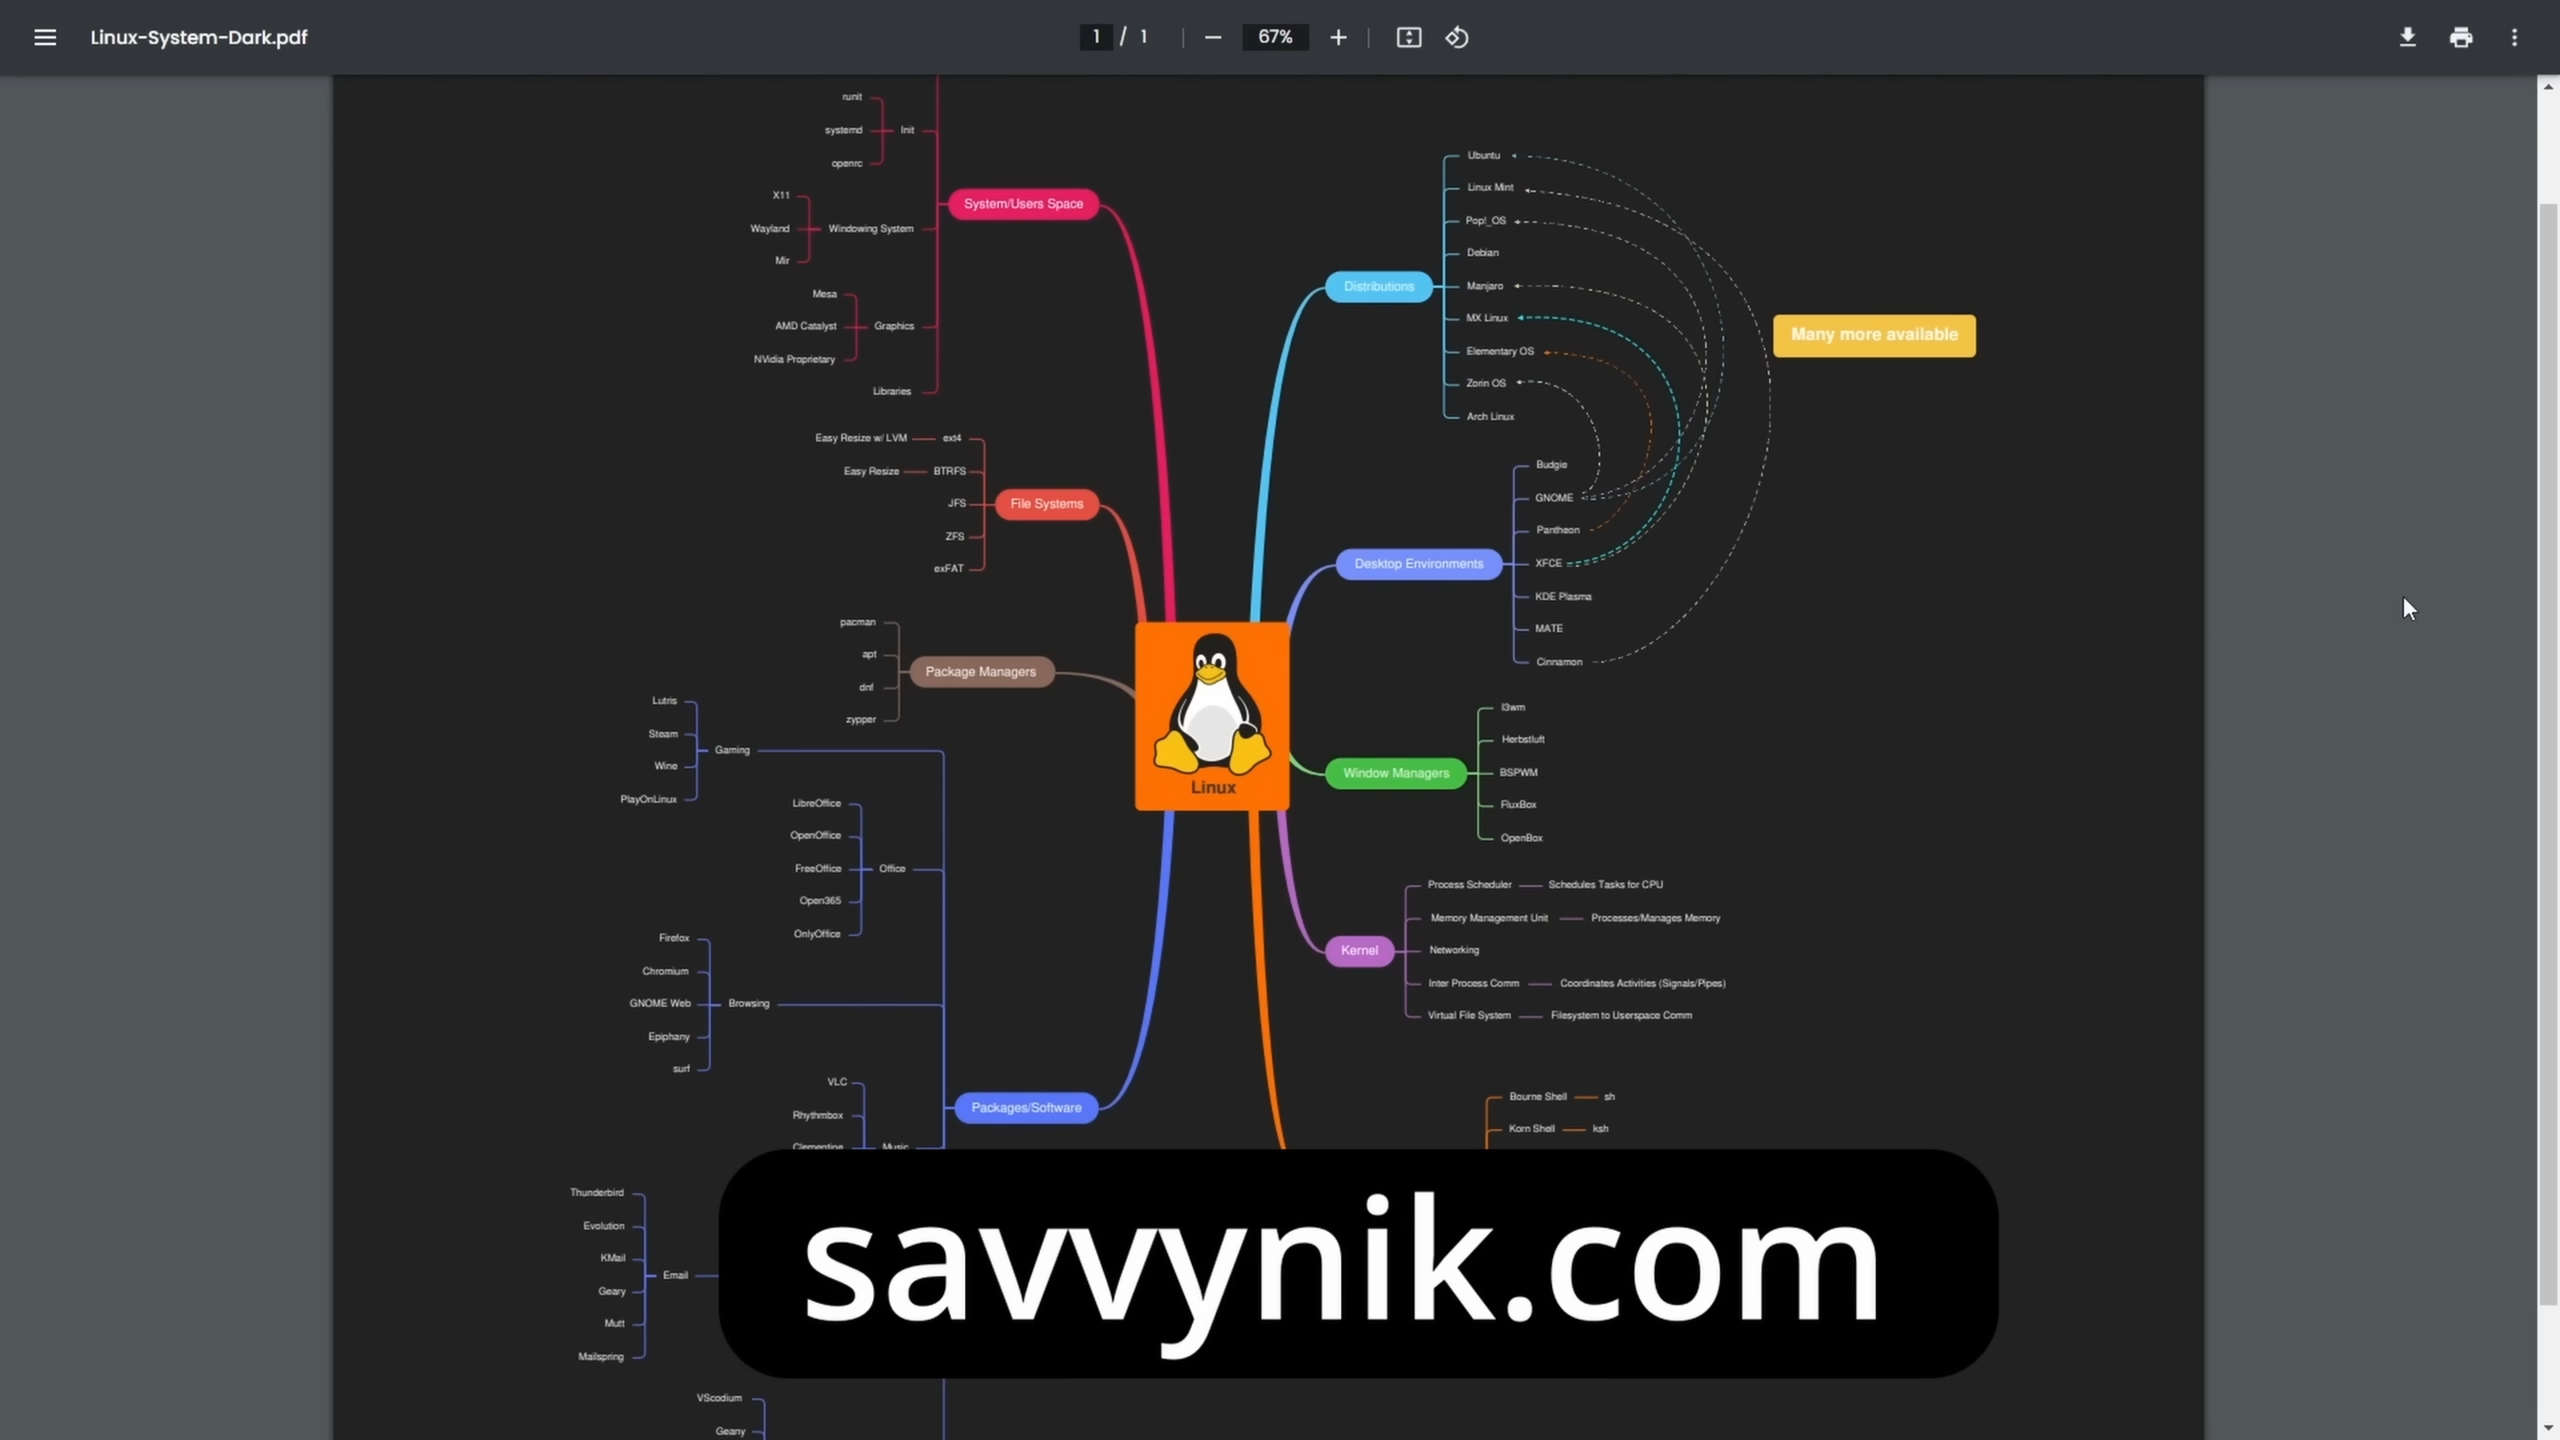 Linux-System-Dark.pdf
1 / 1
67%
runit
systemd
openrc
Init
X11
Wayland
Mir
Windowing System
Mesa
AMD Catalyst
NVidia Proprietary
Graphics
Libraries
System/Users Space
Easy Resize w/ LVM
ext4
Easy Resize
BTRFS
JFS
ZFS
exFAT
File Systems
pacman
apt
dnf
zypper
Package Managers
Lutris
Steam
Wine
PlayOnLinux
Gaming
LibreOffice
OpenOffice
FreeOffice
Open365
OnlyOffice
Office
Firefox
Chromium
GNOME Web
Epiphany
surf
Browsing
VLC
Rhythmbox
Clementine
Music
Packages/Software
Thunderbird
Evolution
KMail
Geary
Mutt
Mailspring
Email
VScodium
Geany
Linux
Distributions
Ubuntu
Linux Mint
Pop!_OS
Debian
Manjaro
MX Linux
Elementary OS
Zorin OS
Arch Linux
Many more available
Desktop Environments
Budgie
GNOME
Pantheon
XFCE
KDE Plasma
MATE
Cinnamon
Window Managers
I3wm
Herbstluft
BSPWM
FluxBox
OpenBox
Kernel
Process Scheduler
Schedules Tasks for CPU
Memory Management Unit
Processes/Manages Memory
Networking
Inter Process Comm
Coordinates Activities (Signals/Pipes)
Virtual File System
Filesystem to Userspace Comm
Bourne Shell
sh
Korn Shell
ksh
savvynik.com